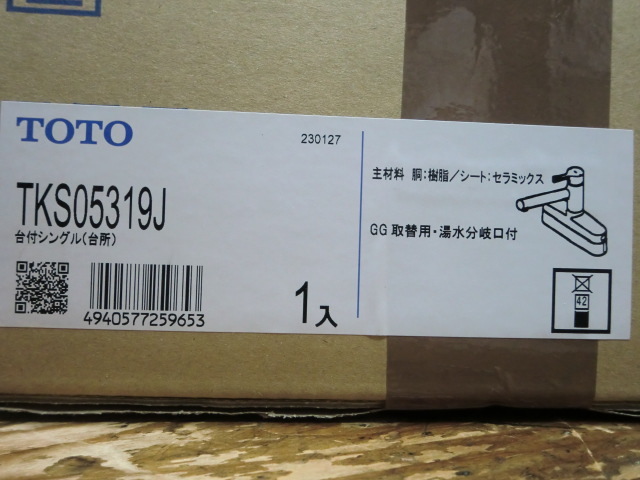 TOTO
230127
TKS05319J
台付シングル(台所)
4940577259653
1入
主材料 胴:樹脂/シート:セラミックス
GG 取替用・湯水分岐口付
42